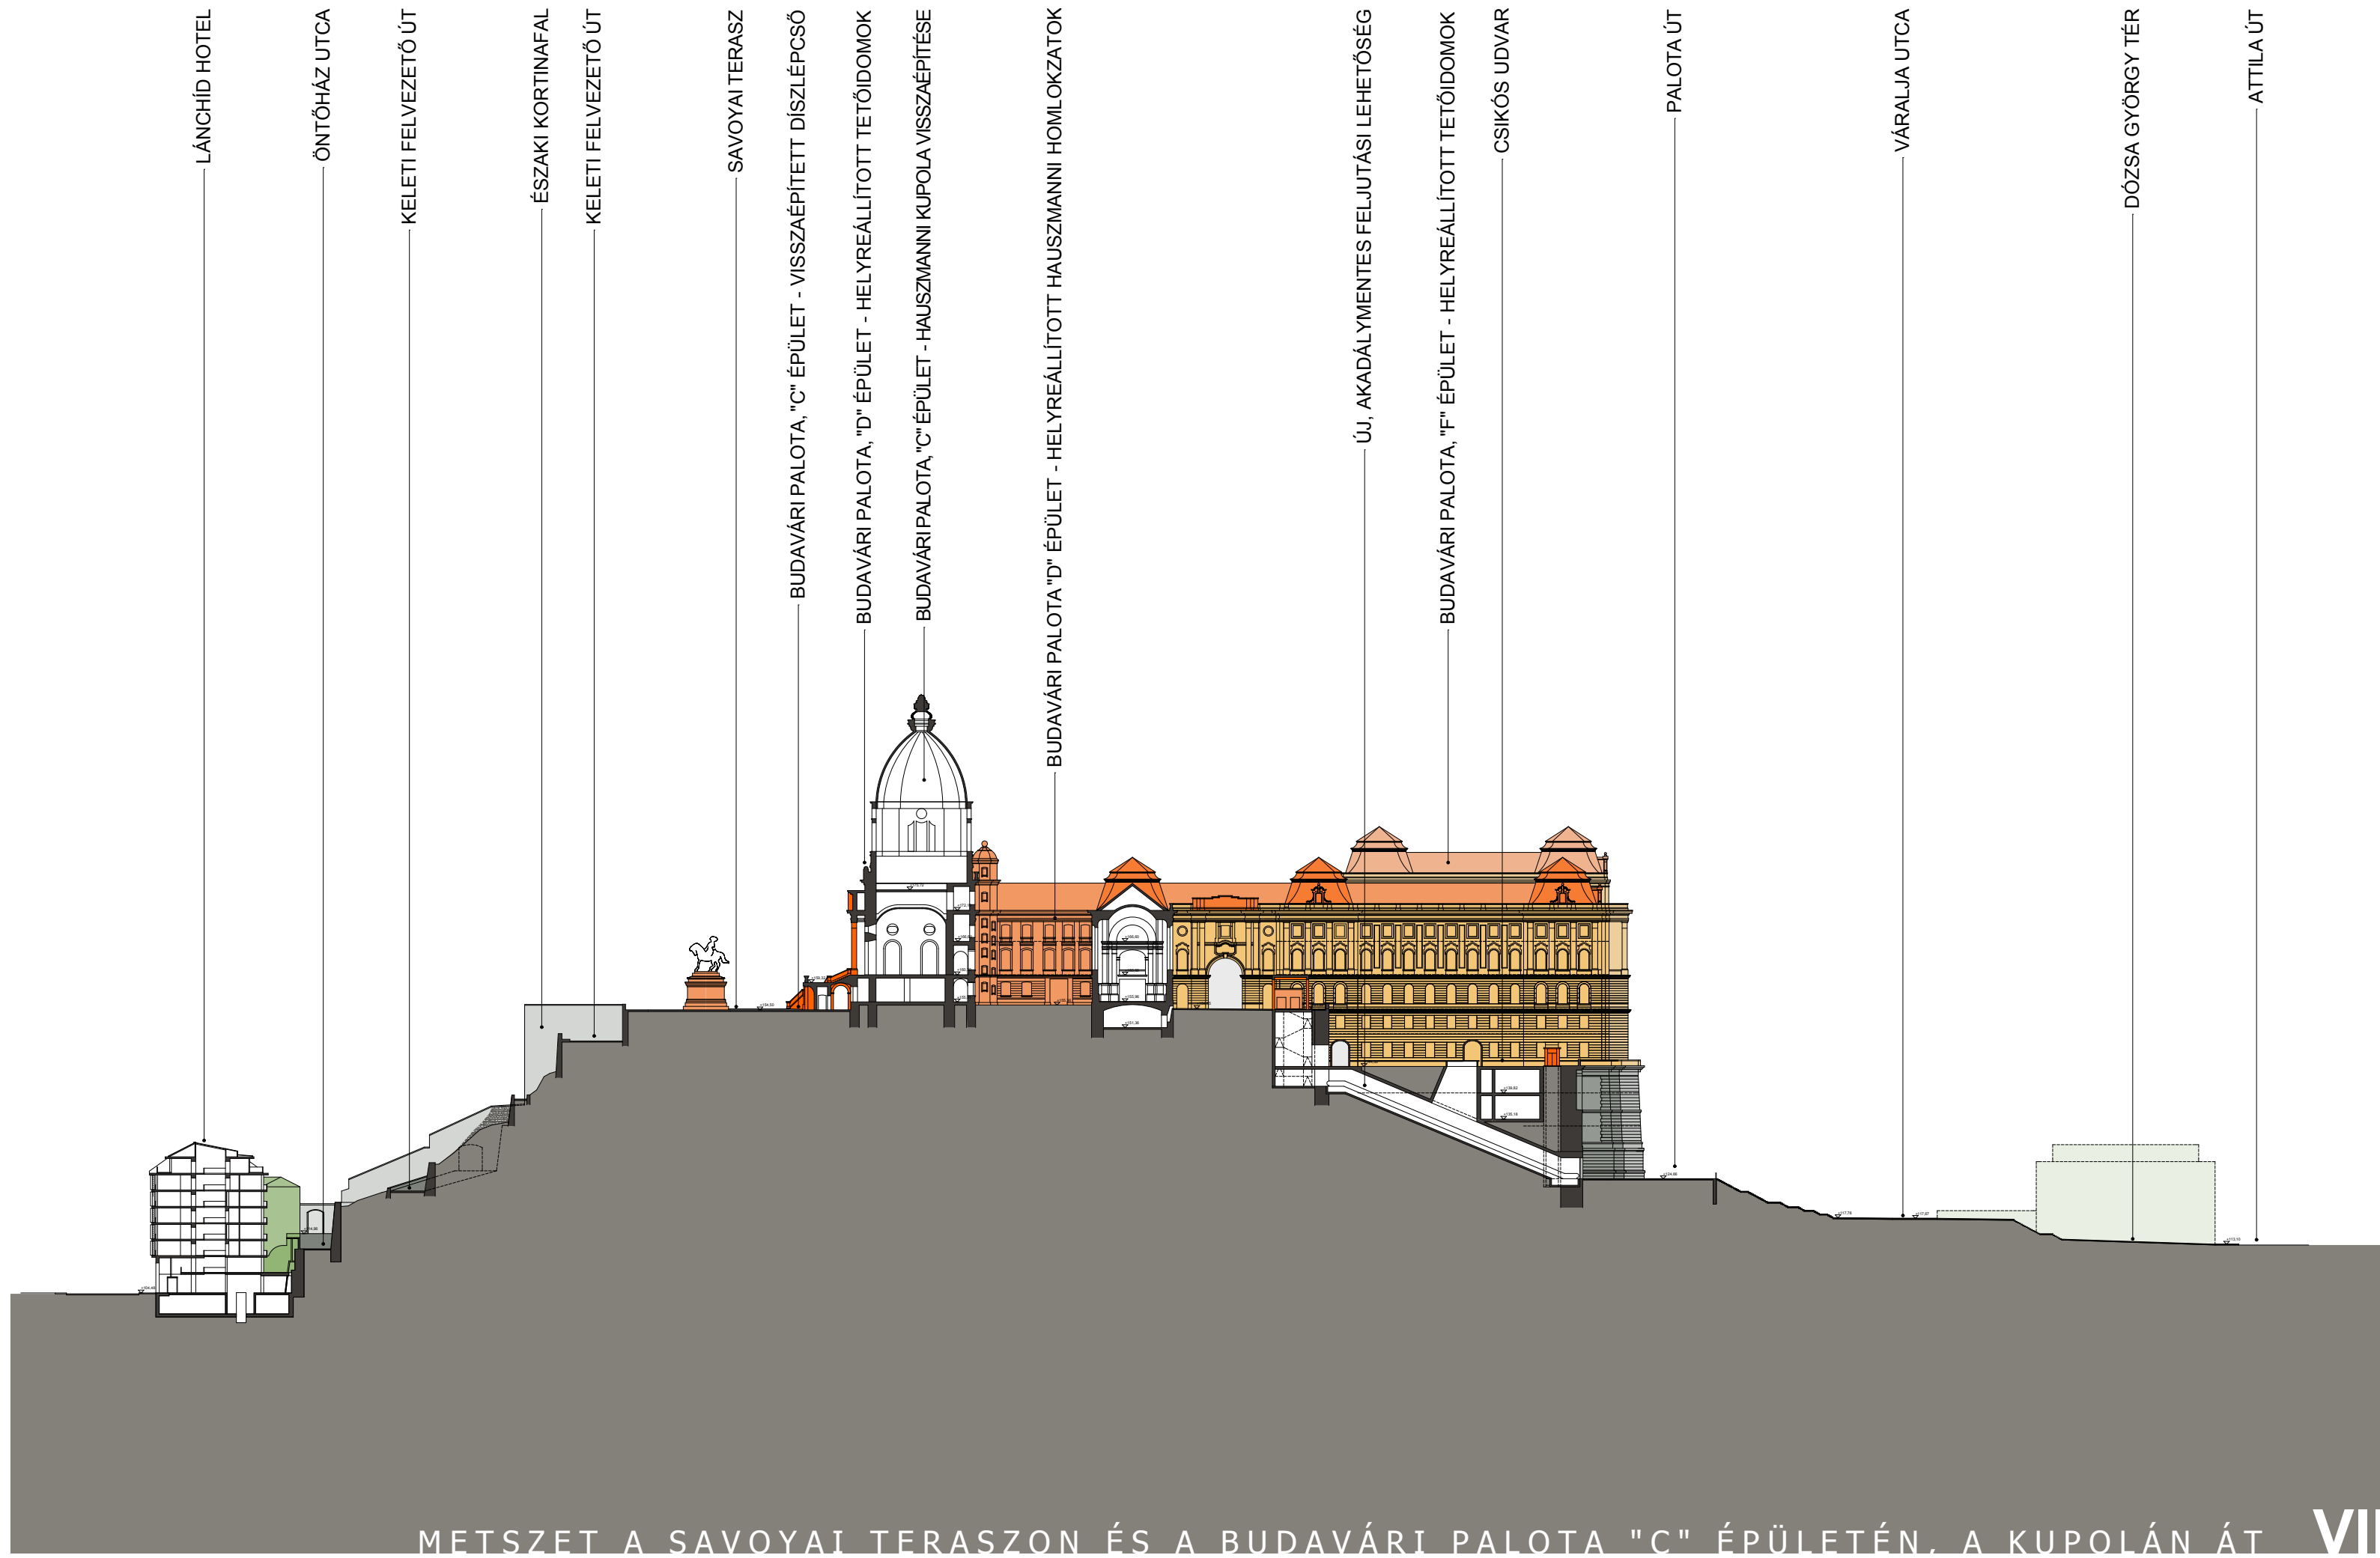 LÁNCHÍD HOTEL
ÖNTŐHÁZ UTCA
KELETI FELVEZETŐ ÚT
ÉSZAKI KORTINAFAL
KELETI FELVEZETŐ ÚT
SAVOYAI TERASZ
BUDAVÁRI PALOTA, "C" ÉPÜLET - VISSZAÉPÍTETT DÍSZLÉPCSŐ
BUDAVÁRI PALOTA, "D" ÉPÜLET - HELYREÁLLÍTOTT TETŐIDOMOK
BUDAVÁRI PALOTA, "C" ÉPÜLET - HAUSZMANNI KUPOLA VISSZAÉPÍTÉSE
BUDAVÁRI PALOTA "D" ÉPÜLET - HELYREÁLLÍTOTT HAUSZMANNI HOMLOKZATOK
ÚJ, AKADÁLYMENTES FELJUTÁSI LEHETŐSÉG
BUDAVÁRI PALOTA, "F" ÉPÜLET - HELYREÁLLÍTOTT TETŐIDOMOK
CSIKÓS UDVAR
PALOTA ÚT
VÁRALJA UTCA
DÓZSA GYÖRGY TÉR
ATTILA ÚT
METSZET A SAVOYAI TERASZON ÉS A BUDAVÁRI PALOTA "C" ÉPÜLETÉN, A KUPOLÁN ÁT